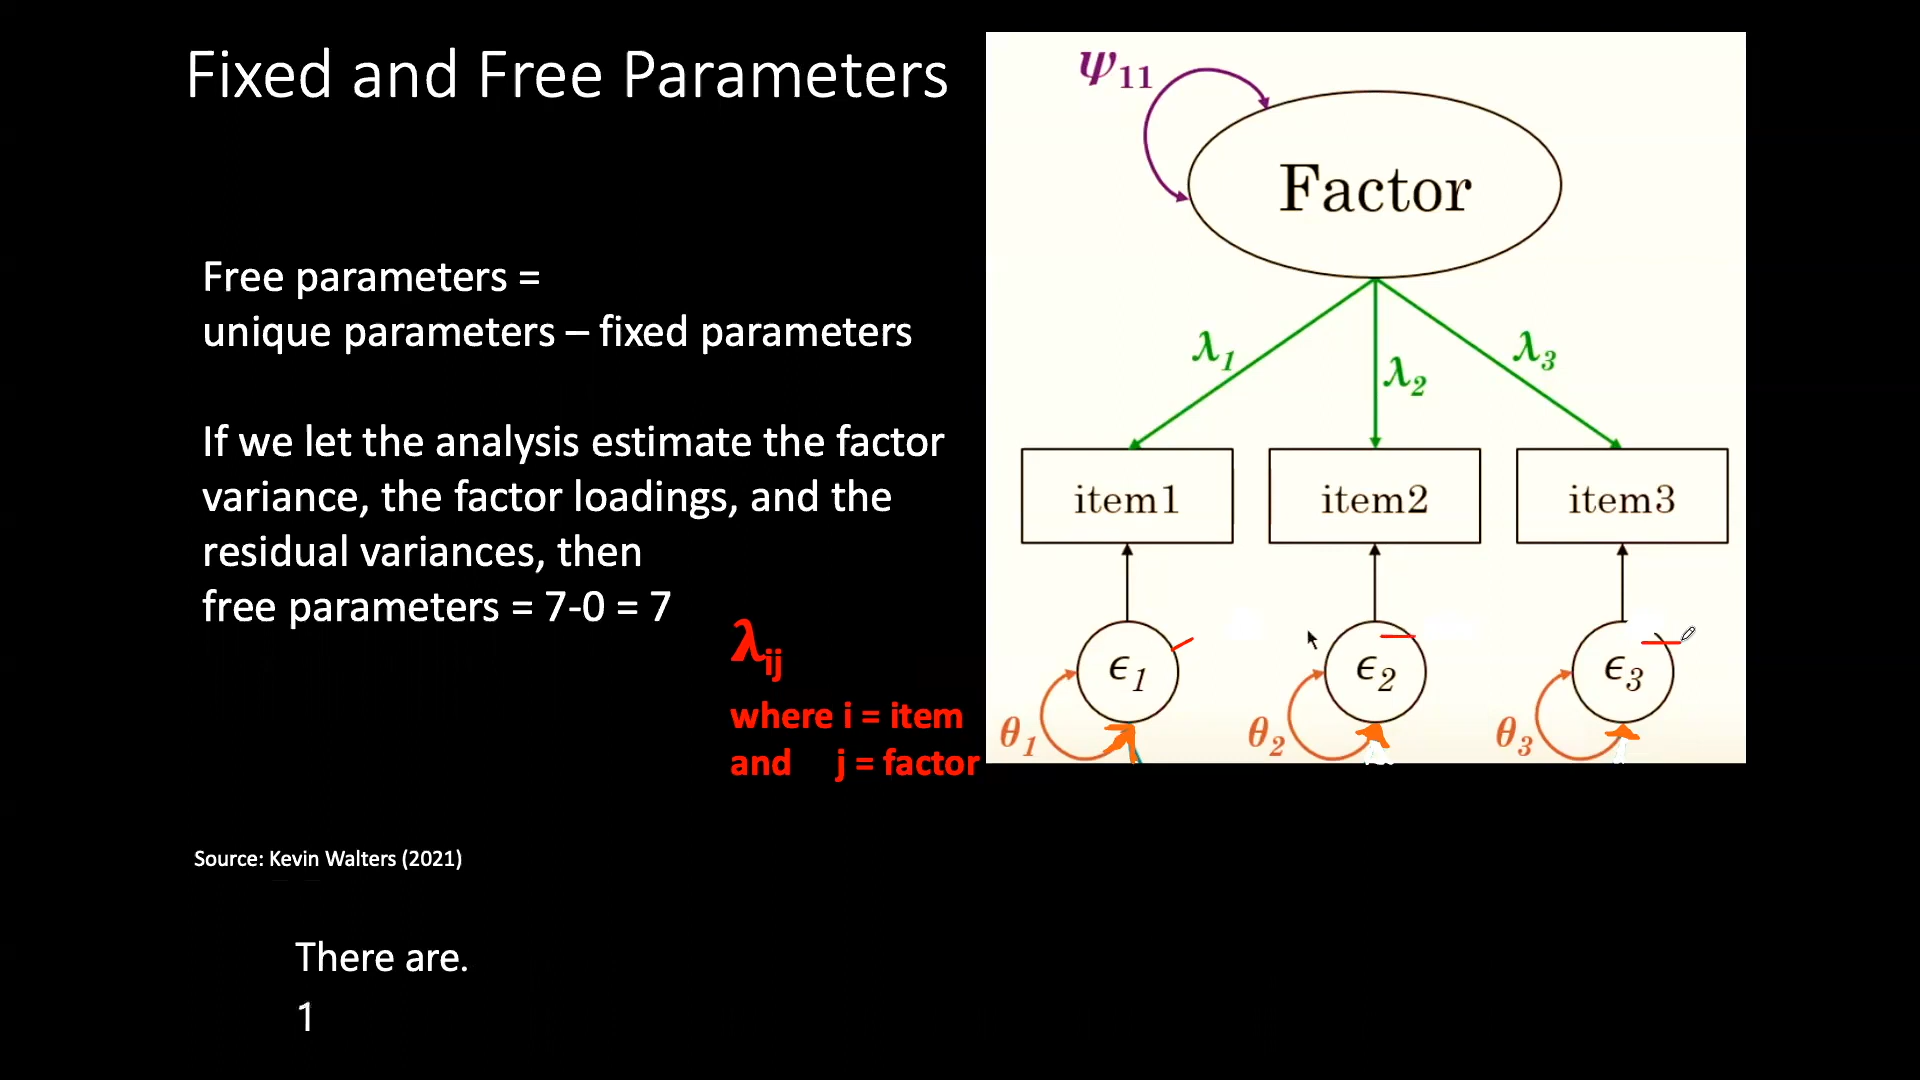 Fixed and Free Parameters
Free parameters =
unique parameters – fixed parameters
If we let the analysis estimate the factor
variance, the factor loadings, and the
residual variances, then
free parameters = 7-0 = 7
λij
where i = item
and j = factor
Source: Kevin Walters (2021)
There are.
1
ψ11
Factor
λ1
λ2
λ3
item1
item2
item3
ϵ1
ϵ2
ϵ3
θ1
θ2
θ3